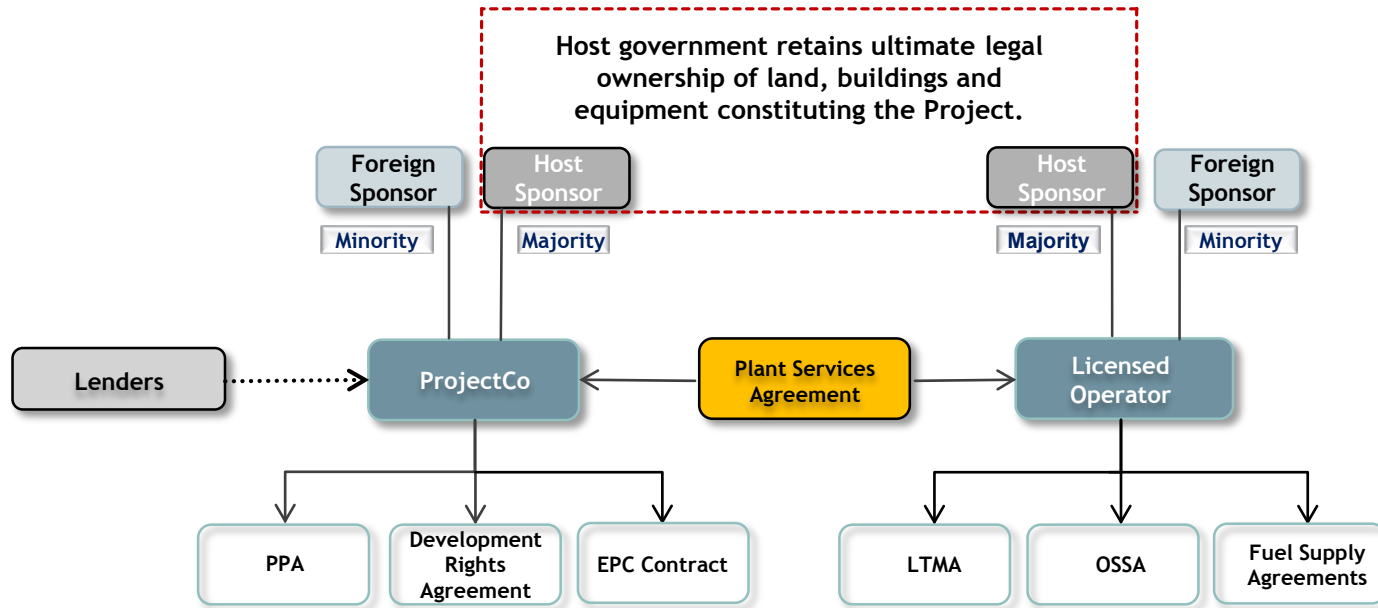 Host government retains ultimate legal
ownership of land, buildings and
equipment constituting the Project.
Foreign
Sponsor
Host
Sponsor
Host
Sponsor
Foreign
Sponsor
Minority
Majority
Majority
Minority
Lenders
ProjectCo
Plant Services
Agreement
Licensed
Operator
PPA
Development
Rights
Agreement
EPC Contract
LTMA
OSSA
Fuel Supply
Agreements